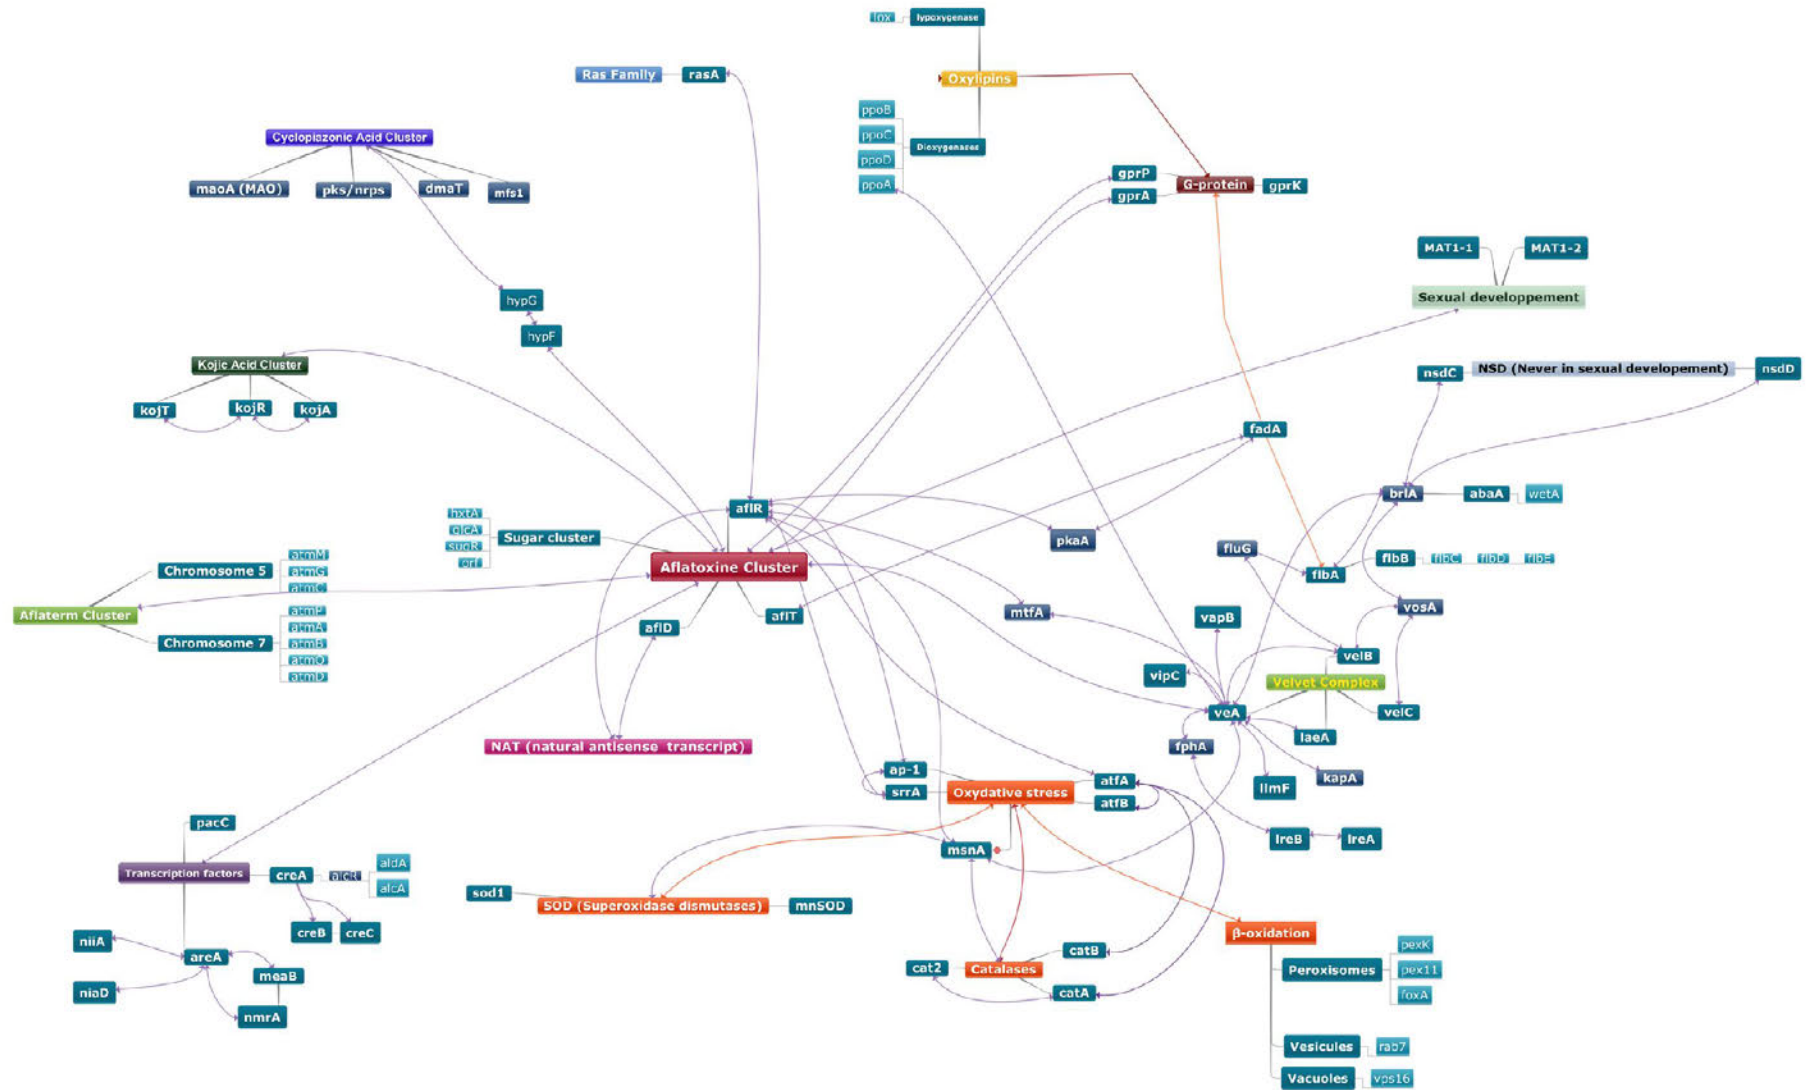 lox
lypoxygenase
Ras Family
rasA
Oxylipins
ppoB
ppoC
ppoD
ppoA
Dioxygenases
Cyclopiazonic Acid Cluster
maoA (MAO)
pks/nrps
dmaT
mfs1
gprP
gprA
G-protein
gprK
MAT1-1
MAT1-2
Sexual developpement
hypG
hypF
Kojic Acid Cluster
kojT
kojR
kojA
nsdC
NSD (Never in sexual developement)
nsdD
fadA
brlA
abaA
wetA
aflR
hxtA
glcA
sugR
orf
Sugar cluster
pkaA
fluG
flbA
flbB
flbC
flbD
flbE
Aflatoxine Cluster
Chromosome 5
atmM
atmG
atmC
Aflaterm Cluster
Chromosome 7
atmP
atmA
atmB
atmQ
atmD
aflD
aflT
mtfA
vapB
vosA
velB
vipC
Velvet Complex
veA
velC
laeA
NAT (natural antisense transcript)
fphA
kapA
llmF
ap-1
srrA
Oxydative stress
atfA
atfB
lreB
lreA
msnA
pacC
Transcription factors
creA
alcR
aldA
alcA
creB
creC
sod1
SOD (Superoxidase dismutases)
mnSOD
niiA
areA
meaB
niaD
nmrA
β-oxidation
catB
cat2
Catalases
catA
Peroxisomes
pexK
pex11
foxA
Vesicules
rab7
Vacuoles
vps16